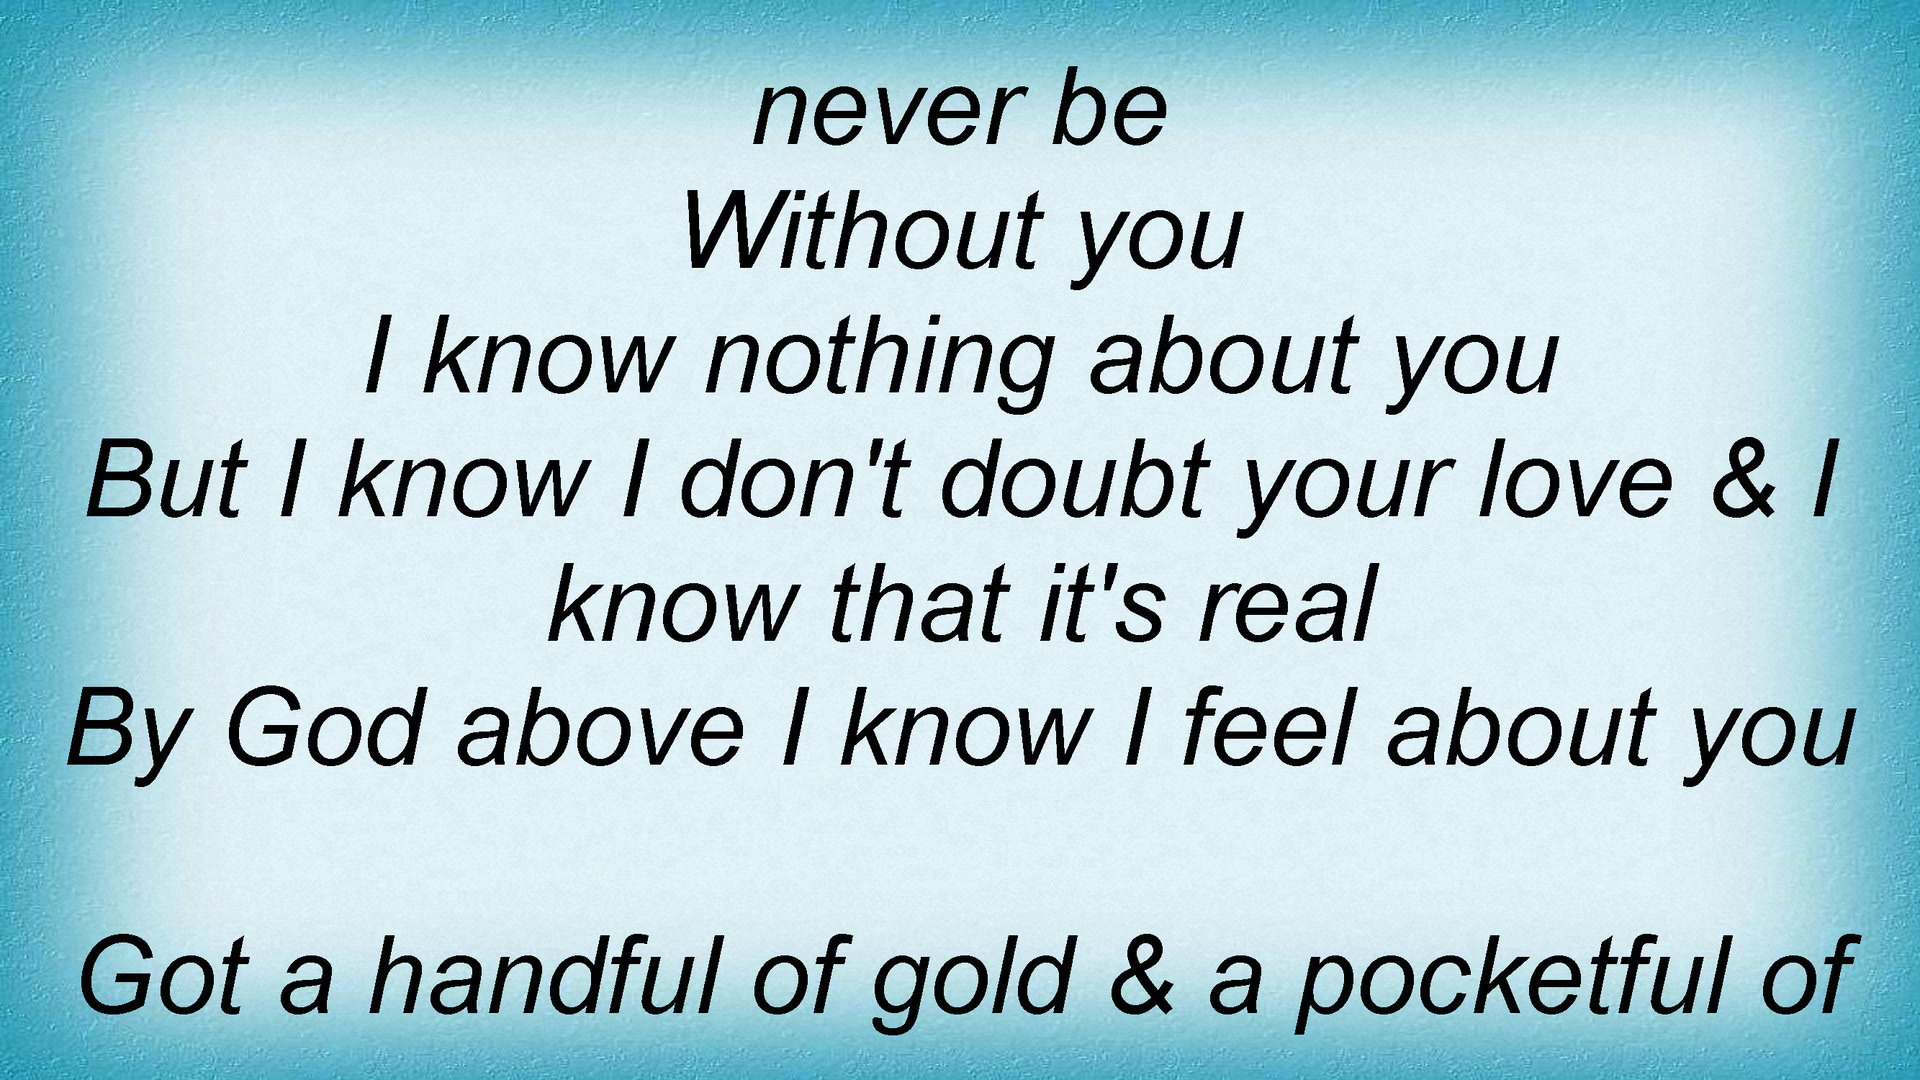 never be
Without you
I know nothing about you
But I know I don't doubt your love & I
know that it's real
By God above I know I feel about you
Got a handful of gold & a pocketful of